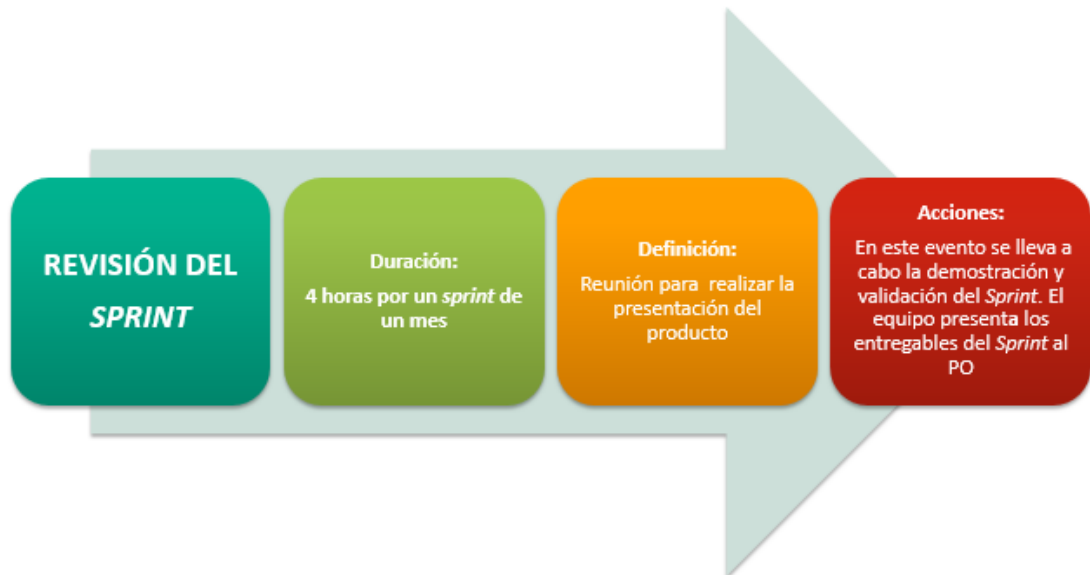 REVISIÓN DEL
SPRINT
Duración:
4 horas por un sprint de
un mes
Definición:
Reunión para realizar la
presentación del
producto
Acciones:
En este evento se lleva a
cabo la demostración y
validación del Sprint. El
equipo presenta los
entregables del Sprint al
PO